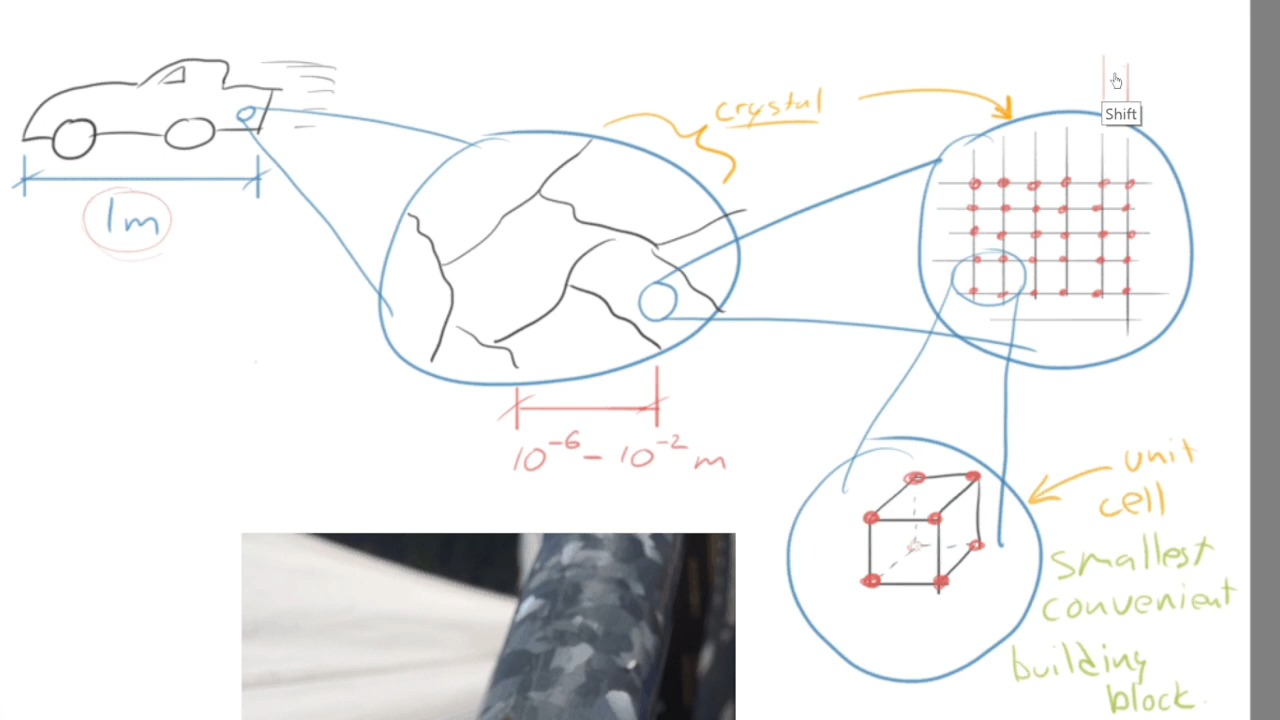 crystal
Shift
1m
10⁻⁶ - 10⁻² m
unit
cell
smallest
convenient
building
block.